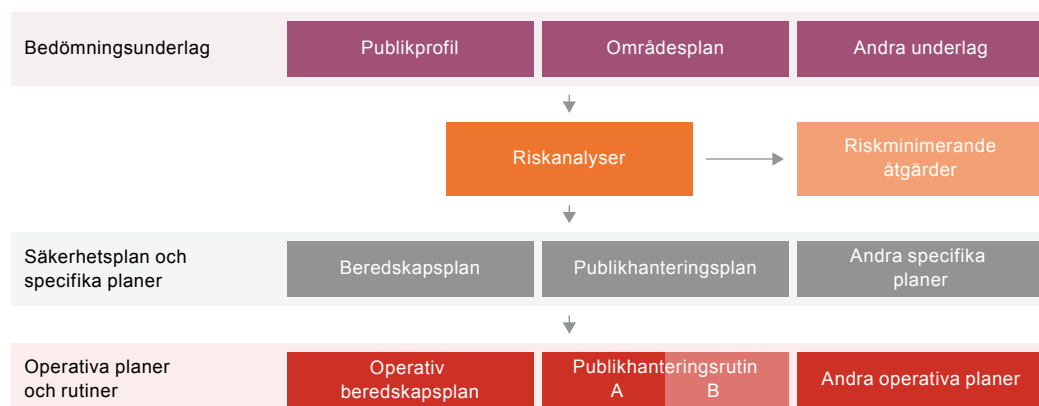 Bedömningsunderlag
Publikprofil
Områdesplan
Andra underlag
Riskanalyser
Riskminimerande
åtgärder
Säkerhetsplan och
specifika planer
Beredskapsplan
Publikhanteringsplan
Andra specifika
planer
Operativa planer
och rutiner
Operativ
beredskapsplan
Publikhanteringsrutin
A B
Andra operativa planer